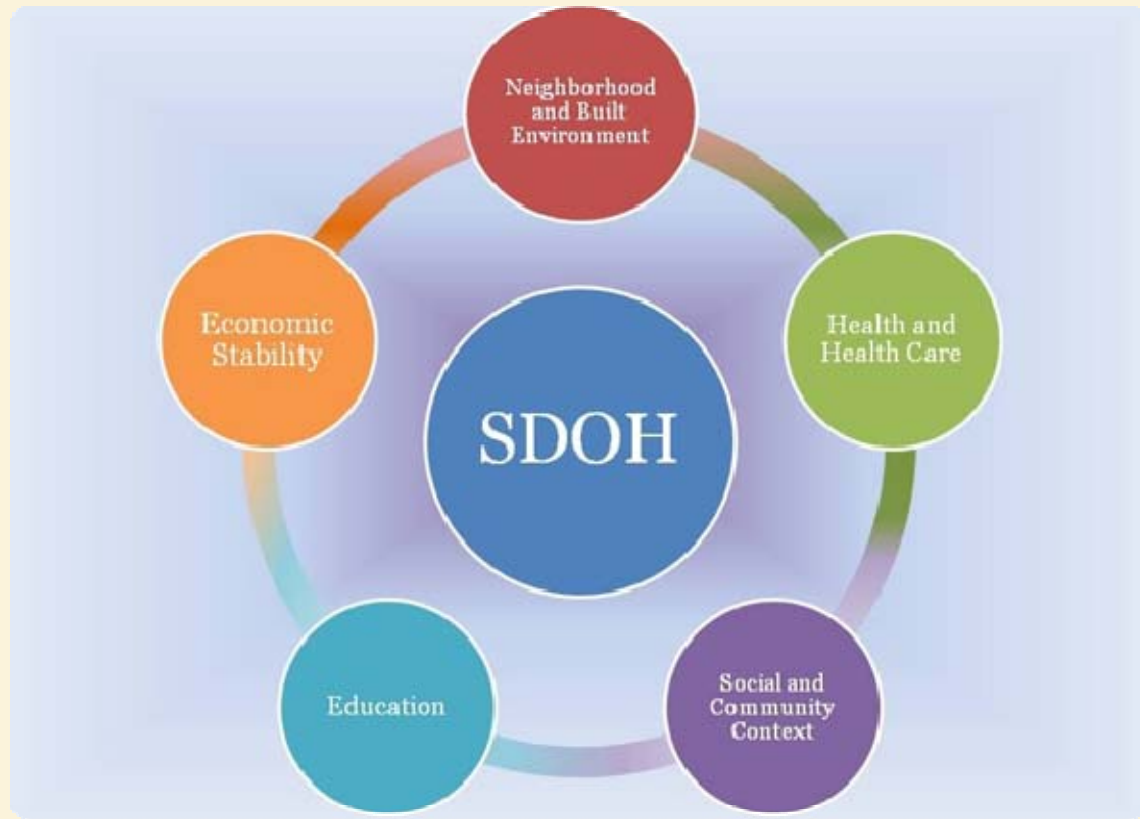 Neighborhood
and Built
Environment
Economic
Stability
Health and
Health Care
SDOH
Education
Social and
Community
Context